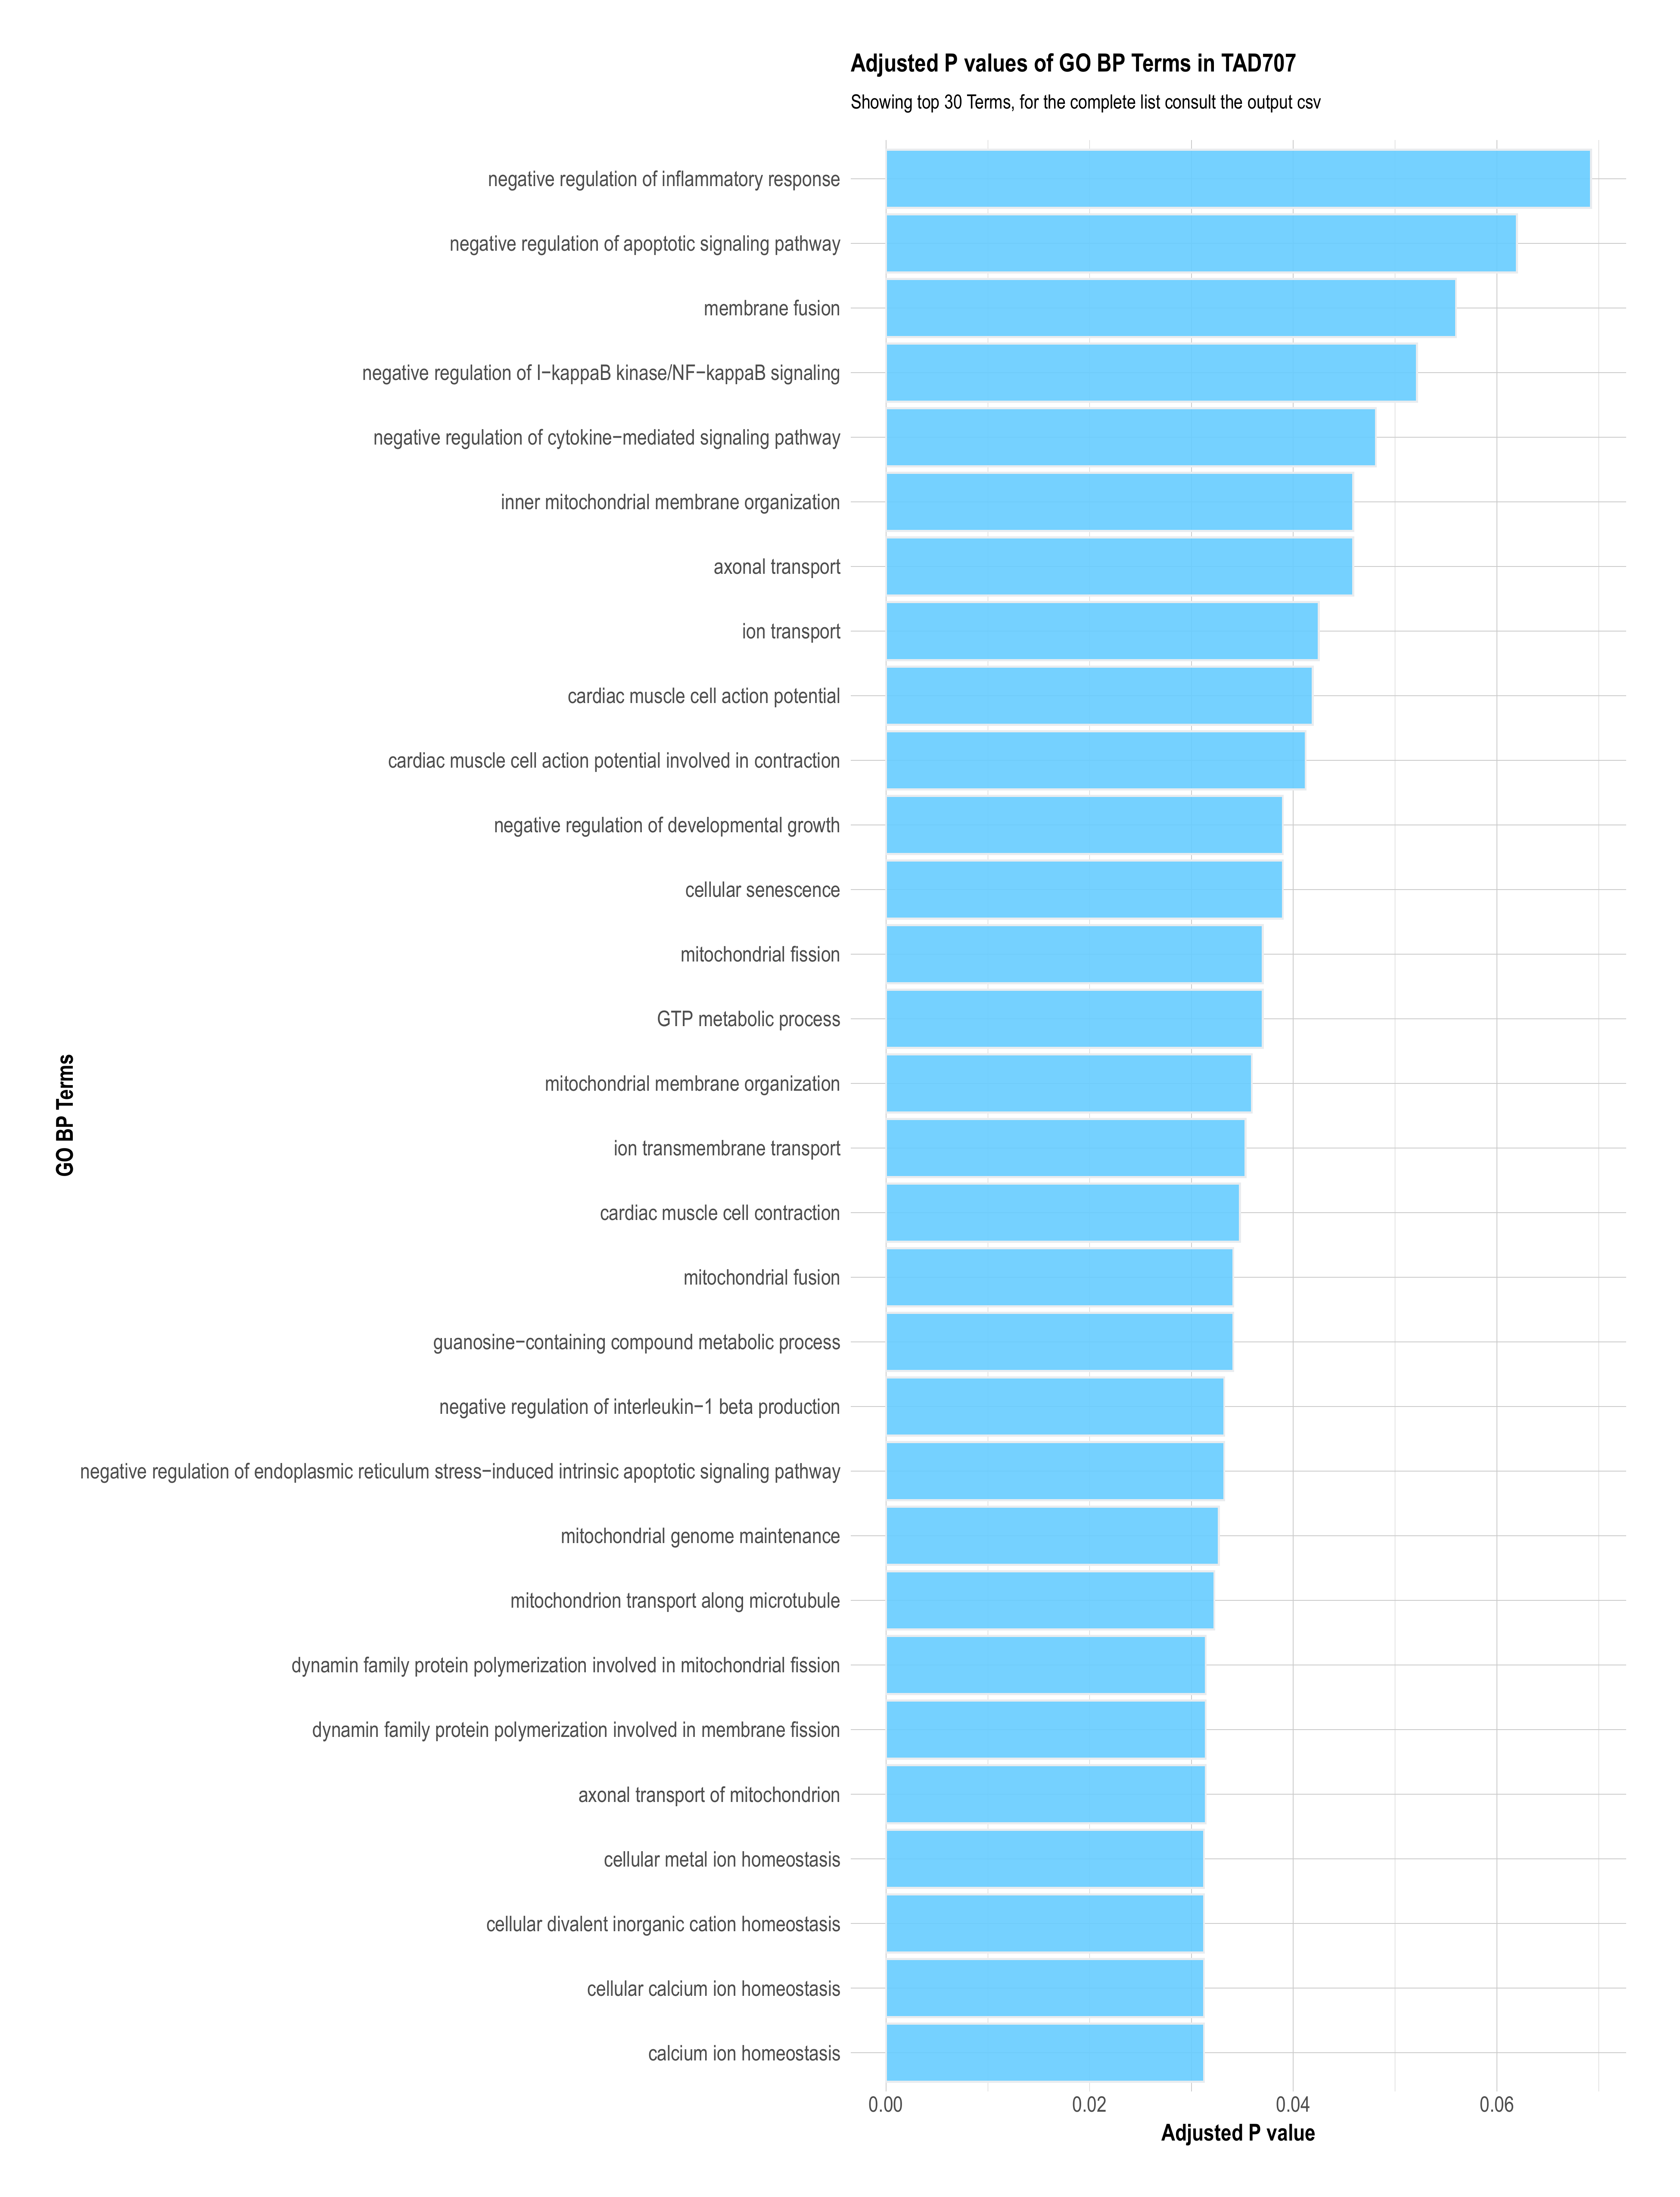 Adjusted P values of GO BP Terms in TAD707
Showing top 30 Terms, for the complete list consult the output csv
negative regulation of inflammatory response
negative regulation of apoptotic signaling pathway
membrane fusion
negative regulation of I−kappaB kinase/NF−kappaB signaling
negative regulation of cytokine−mediated signaling pathway
inner mitochondrial membrane organization
axonal transport
ion transport
cardiac muscle cell action potential
cardiac muscle cell action potential involved in contraction
negative regulation of developmental growth
cellular senescence
mitochondrial fission
GTP metabolic process
mitochondrial membrane organization
ion transmembrane transport
cardiac muscle cell contraction
mitochondrial fusion
guanosine−containing compound metabolic process
negative regulation of interleukin−1 beta production
negative regulation of endoplasmic reticulum stress−induced intrinsic apoptotic signaling pathway
mitochondrial genome maintenance
mitochondrion transport along microtubule
dynamin family protein polymerization involved in mitochondrial fission
dynamin family protein polymerization involved in membrane fission
axonal transport of mitochondrion
cellular metal ion homeostasis
cellular divalent inorganic cation homeostasis
cellular calcium ion homeostasis
calcium ion homeostasis
GO BP Terms
0.00 0.02 0.04 0.06
Adjusted P value